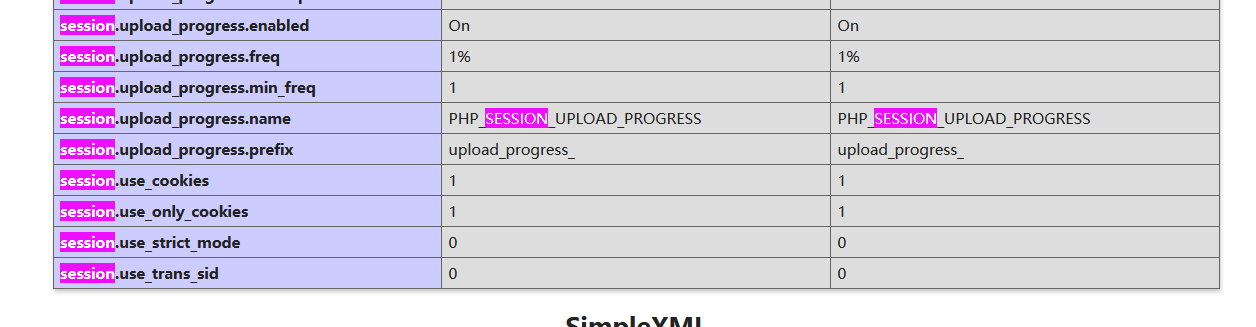 session.upload_progress.enabled On On
session.upload_progress.freq 1% 1%
session.upload_progress.min_freq 1 1
session.upload_progress.name PHP_SESSION_UPLOAD_PROGRESS PHP_SESSION_UPLOAD_PROGRESS
session.upload_progress.prefix upload_progress_ upload_progress_
session.use_cookies 1 1
session.use_only_cookies 1 1
session.use_strict_mode 0 0
session.use_trans_sid 0 0
SimpleXML